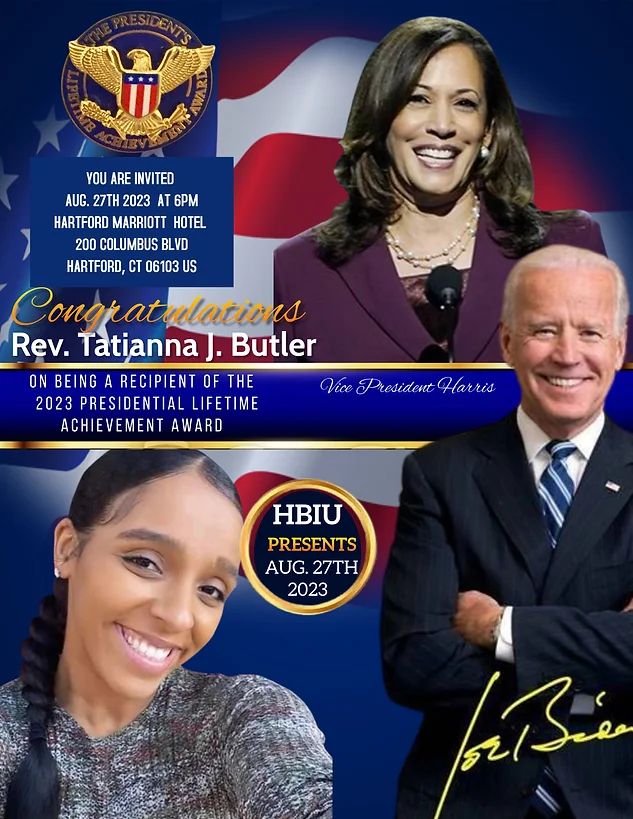 THE PRESIDENT'S
LIFETIME ACHIEVEMENT AWARD
YOU ARE INVITED
AUG. 27TH 2023 AT 6PM
HARTFORD MARRIOTT HOTEL
200 COLUMBUS BLVD
HARTFORD, CT 06103 US
Congratulations
Rev. Tatianna J. Butler
ON BEING A RECIPIENT OF THE
2023 PRESIDENTIAL LIFETIME
ACHIEVEMENT AWARD
Vice President Harris
HBIU
PRESENTS
AUG. 27TH
2023
Joe Biden